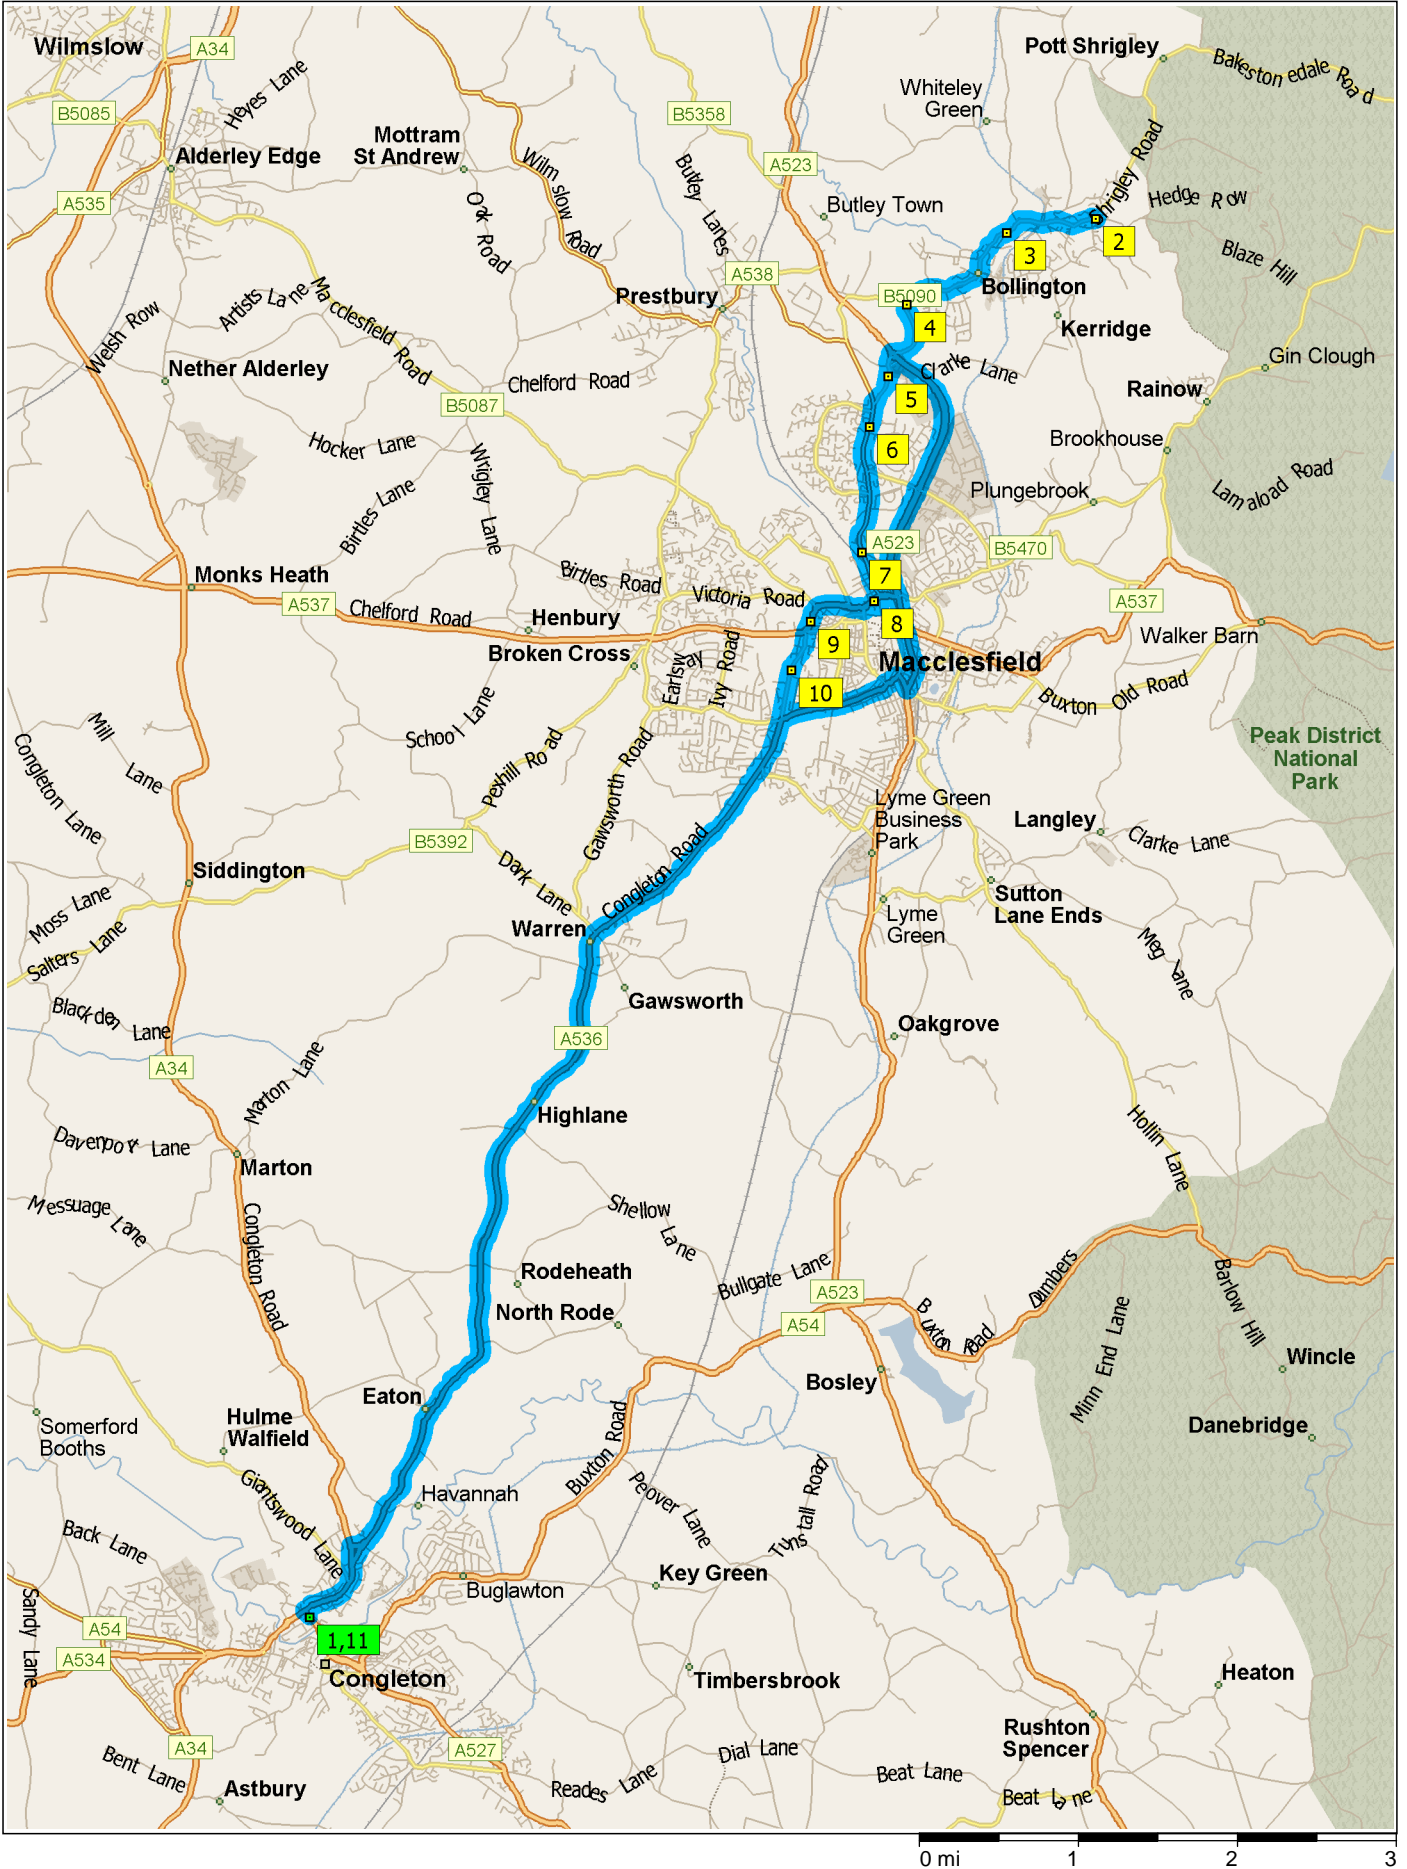 Wilmslow
A34
Pott Shrigley
Bakestonedale Road
Heyes Lane
Whiteley
Green
B5085
B5358
Mottram
St Andrew
Alderley Edge
Wilmslow Road
Butley Lanes
A523
Shrigley Road
A535
Oak Road
Butley Town
Hedge Row
2
3
Blaze Hill
A538
Bollington
Prestbury
B5090
Artists Lane
Macclesfield Road
4
Kerridge
Welsh Row
Nether Alderley
Chelford Road
Clarke Lane
Gin Clough
5
Rainow
B5087
Hocker Lane
6
Brookhouse
Wrigley Lane
Birtles Lane
Plungebrook
Lamaload Road
A523
B5470
Monks Heath
Birtles Road
7
A537
Chelford Road
Victoria Road
A537
Henbury
8
Walker Barn
Broken Cross
9
Macclesfield
Earlsway
Ivy Road
10
Buxton Old Road
School Lane
Mill Lane
Congleton Lane
Pexhill Road
Gawsworth Road
Peak District
National
Park
Lyme Green
Business
Park
Langley
B5392
Clarke Lane
Siddington
Dark Lane
Congleton Road
Sutton
Lane Ends
Moss Lane
Salters Lane
Warren
Lyme
Green
Meg Lane
Gawsworth
Blackden Lane
Oakgrove
A536
A34
Marton Lane
Highlane
Hollin Lane
Davenport Lane
Marton
Messuage Lane
Shellow Lane
Congleton Road
Rodeheath
Bullgate Lane
Dumbers
Barlow Hill
North Rode
A523
A54
Buxton Road
Minn End Lane
Wincle
Eaton
Bosley
Somerford
Booths
Hulme
Walfield
Danebridge
Buxton Road
Giantswood Lane
Havannah
Peover Lane
Tunstall Road
Back Lane
Key Green
Buglawton
Sandy Lane
A54
1,11
A534
Congleton
Timbersbrook
Heaton
Rushton
Spencer
A34
A527
Bent Lane
Dial Lane
Astbury
Reades Lane
Beat Lane
Beat Lane
0 mi 1 2 3